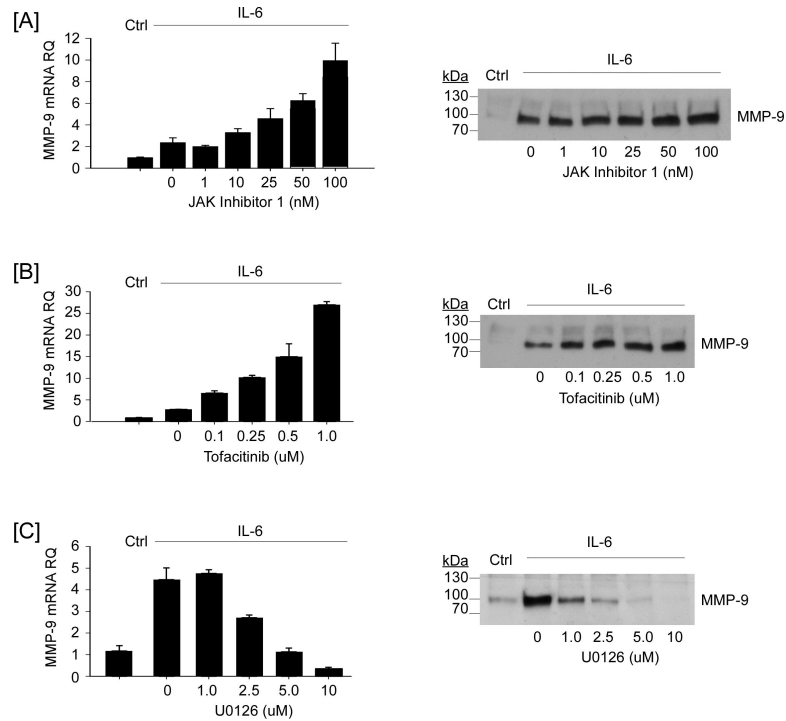 [A]
IL-6
Ctrl
MMP-9 mRNA RQ
12
10
8
6
4
2
0
0 1 10 25 50 100
JAK Inhibitor 1 (nM)
IL-6
kDa Ctrl
130
100
70
MMP-9
0 1 10 25 50 100
JAK Inhibitor 1 (nM)
[B]
IL-6
Ctrl
MMP-9 mRNA RQ
30
25
20
15
10
5
0
0 0.1 0.25 0.5 1.0
Tofacitinib (uM)
IL-6
kDa Ctrl
130
100
70
MMP-9
0 0.1 0.25 0.5 1.0
Tofacitinib (uM)
[C]
IL-6
Ctrl
MMP-9 mRNA RQ
6
5
4
3
2
1
0
0 1.0 2.5 5.0 10
U0126 (uM)
IL-6
kDa Ctrl
130
100
70
MMP-9
0 1.0 2.5 5.0 10
U0126 (uM)